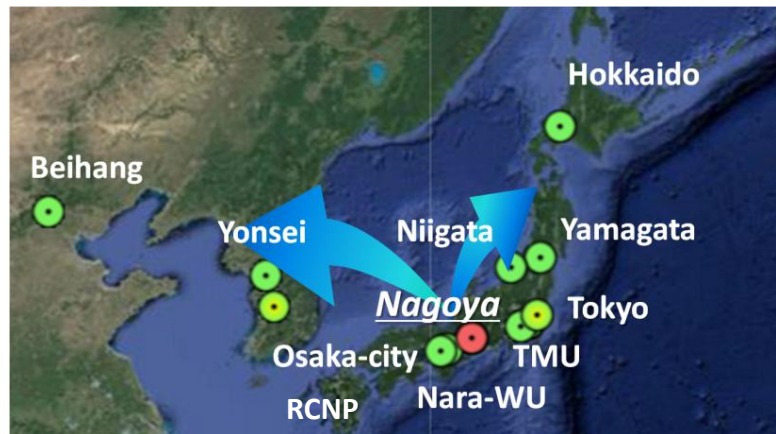 Hokkaido
Beihang
Yonsei
Niigata
Yamagata
Nagoya
Tokyo
Osaka-city
TMU
Nara-WU
RCNP